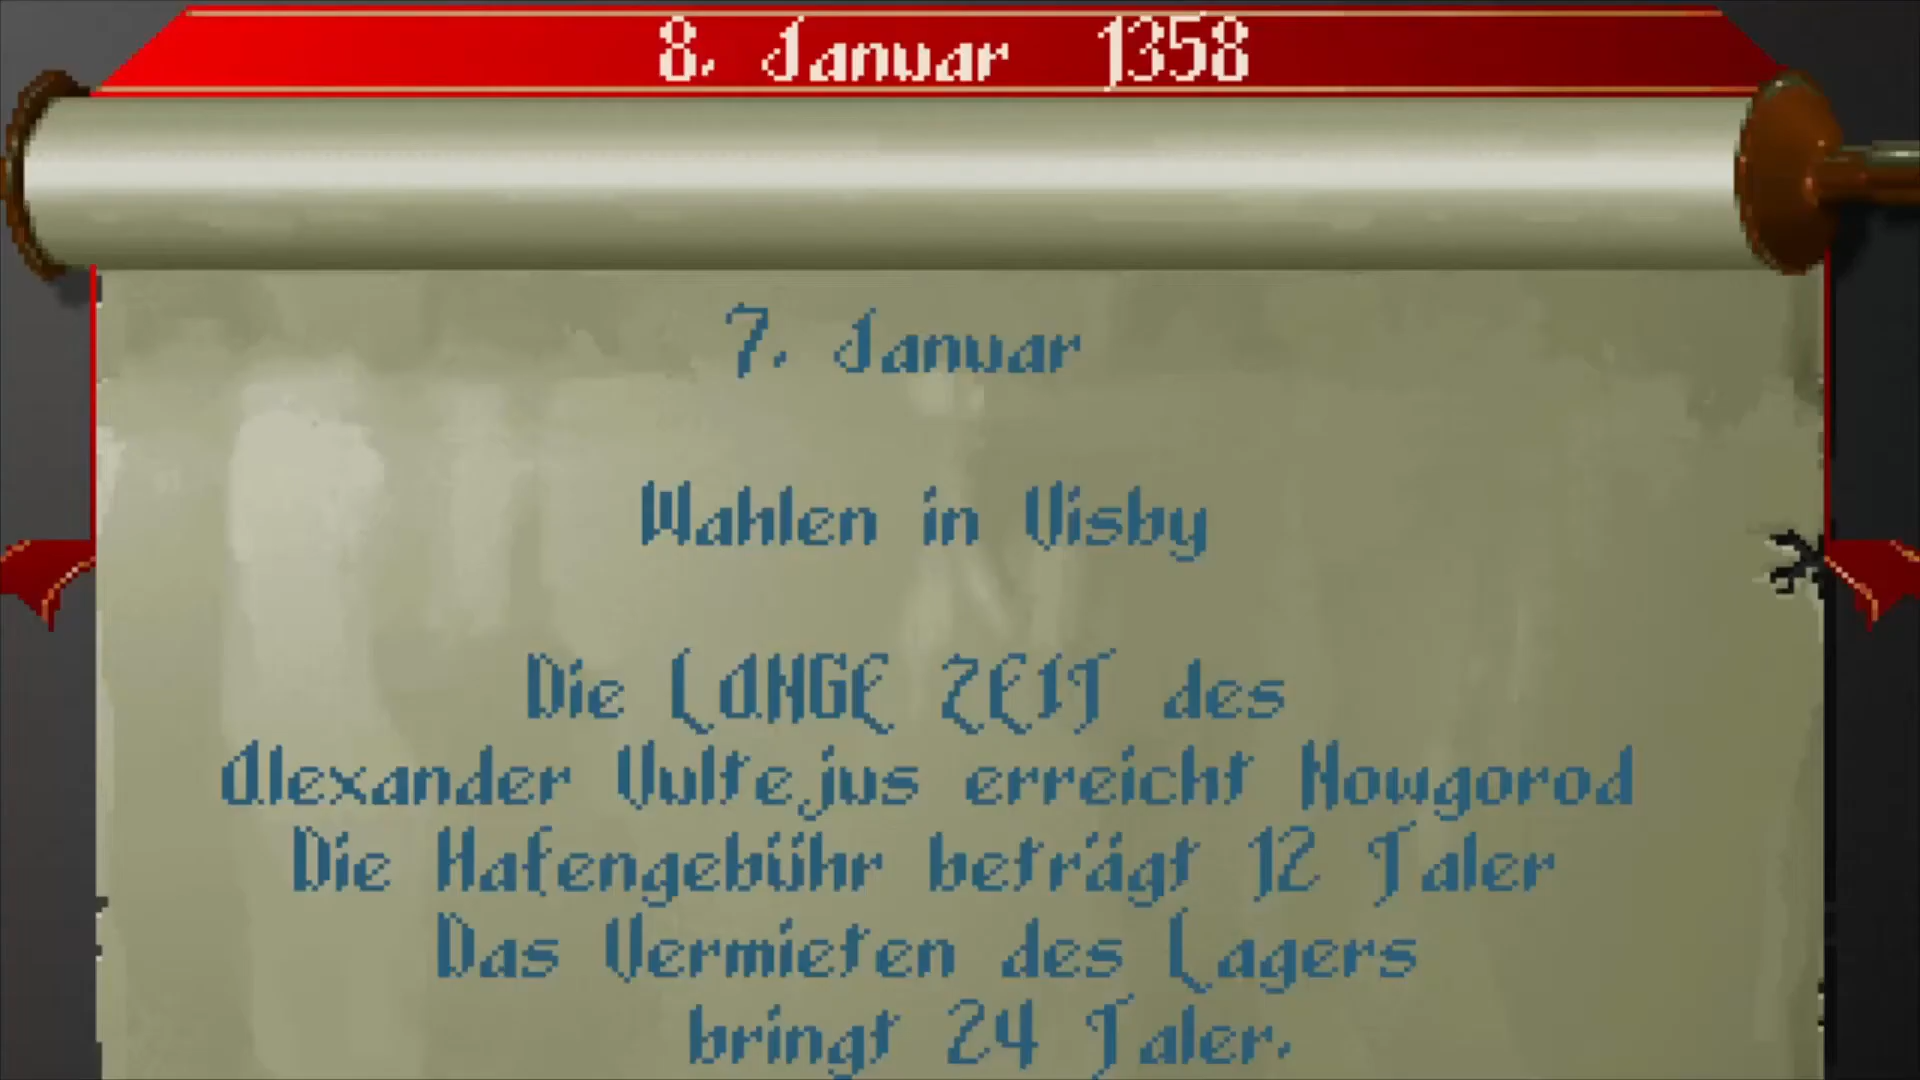 8. Januar 1358
7. Januar
Wahlen in Visby
Die LANGE ZEIT des
Alexander Vultejus erreicht Nowgorod
Die Hafengebühr beträgt 12 Taler
Das Vermieten des Lagers
bringt 24 Taler.